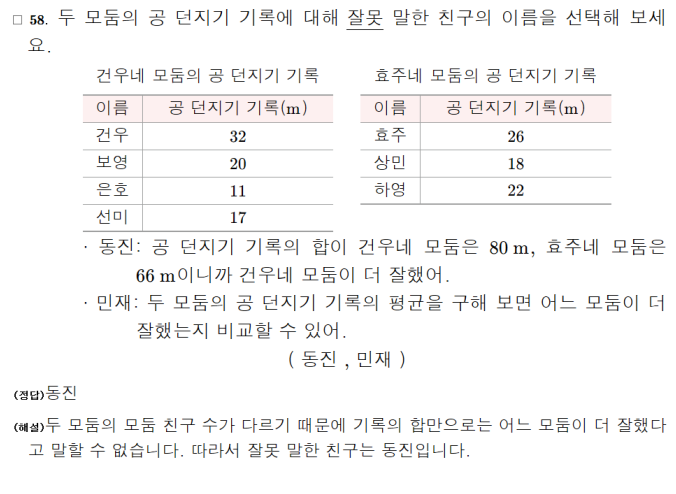 □ 58. 두 모둠의 공 던지기 기록에 대해 잘못 말한 친구의 이름을 선택해 보세
요.
건우네 모둠의 공 던지기 기록 효주네 모둠의 공 던지기 기록
이름 공 던지기 기록(m) 이름 공 던지기 기록(m)
건우 32 효주 26
보영 20 상민 18
은호 11 하영 22
선미 17
· 동진: 공 던지기 기록의 합이 건우네 모둠은 80 m, 효주네 모둠은
66 m이니까 건우네 모둠이 더 잘했어.
· 민재: 두 모둠의 공 던지기 기록의 평균을 구해 보면 어느 모둠이 더
잘했는지 비교할 수 있어.
( 동진 , 민재 )
(정답)동진
(해설)두 모둠의 모둠 친구 수가 다르기 때문에 기록의 합만으로는 어느 모둠이 더 잘했다
고 말할 수 없습니다. 따라서 잘못 말한 친구는 동진입니다.